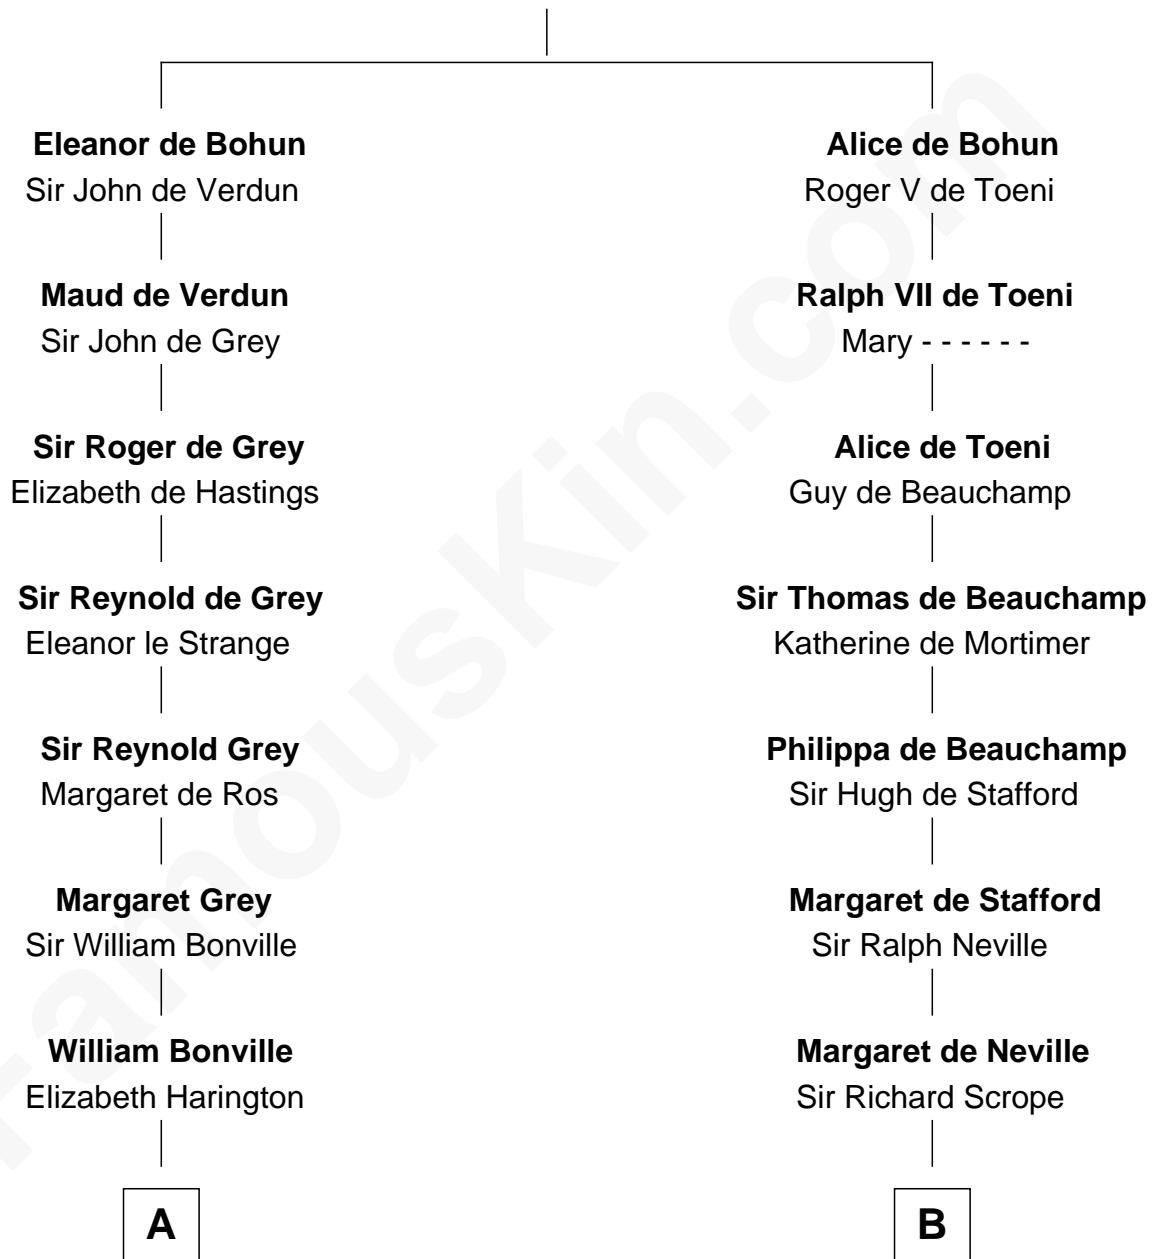 Eleanor de Bohun
Sir John de Verdun
Alice de Bohun
Roger V de Toeni
Maud de Verdun
Sir John de Grey
Ralph VII de Toeni
Mary - - - - - -
Sir Roger de Grey
Elizabeth de Hastings
Alice de Toeni
Guy de Beauchamp
Sir Reynold de Grey
Eleanor le Strange
Sir Thomas de Beauchamp
Katherine de Mortimer
Sir Reynold Grey
Margaret de Ros
Philippa de Beauchamp
Sir Hugh de Stafford
Margaret Grey
Sir William Bonville
Margaret de Stafford
Sir Ralph Neville
William Bonville
Elizabeth Harington
Margaret de Neville
Sir Richard Scrope
A
B
FamousKin.com